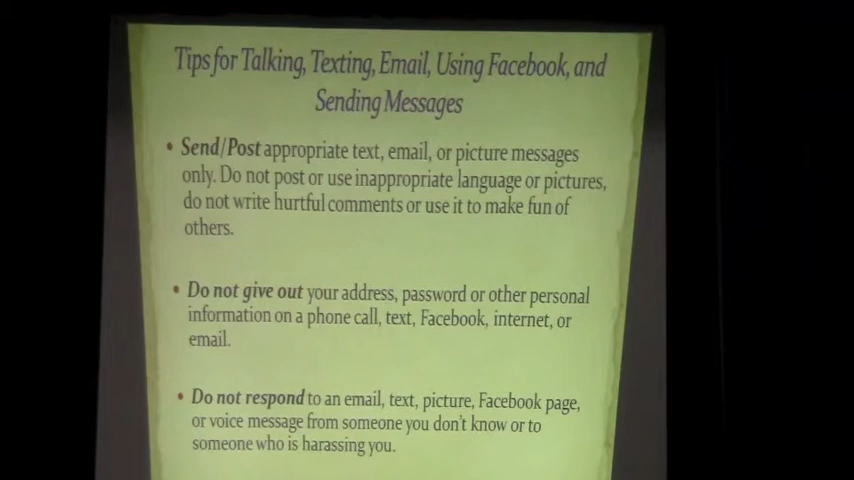 Tips for Talking, Texting, Email, Using Facebook, and
Sending Messages
• Send/Post appropriate text, email, or picture messages
only. Do not post or use inappropriate language or pictures,
do not write hurtful comments or use it to make fun of
others.
• Do not give out your address, password or other personal
information on a phone call, text, Facebook, internet, or
email.
• Do not respond to an email, text, picture, Facebook page,
or voice message from someone you don't know or to
someone who is harassing you.